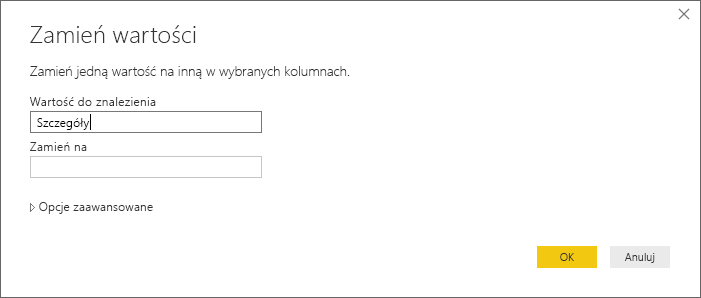 Zamień wartości
Zamień jedną wartość na inną w wybranych kolumnach.
Wartość do znalezienia
Szczegóły
Zamień na
Opcje zaawansowane
OK
Anuluj